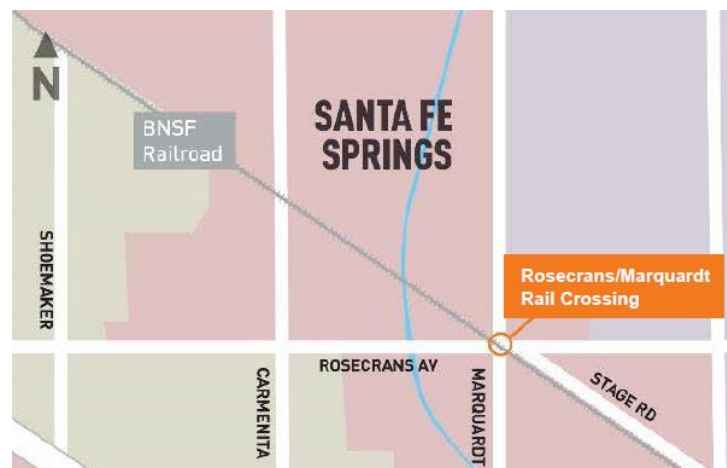 N
BNSF
Railroad
SANTA FE
SPRINGS
SHOEMAKER
Rosecrans/Marquardt
Rail Crossing
ROSECRANS AV
CARMENITA
MARQUARDT
STAGE RD